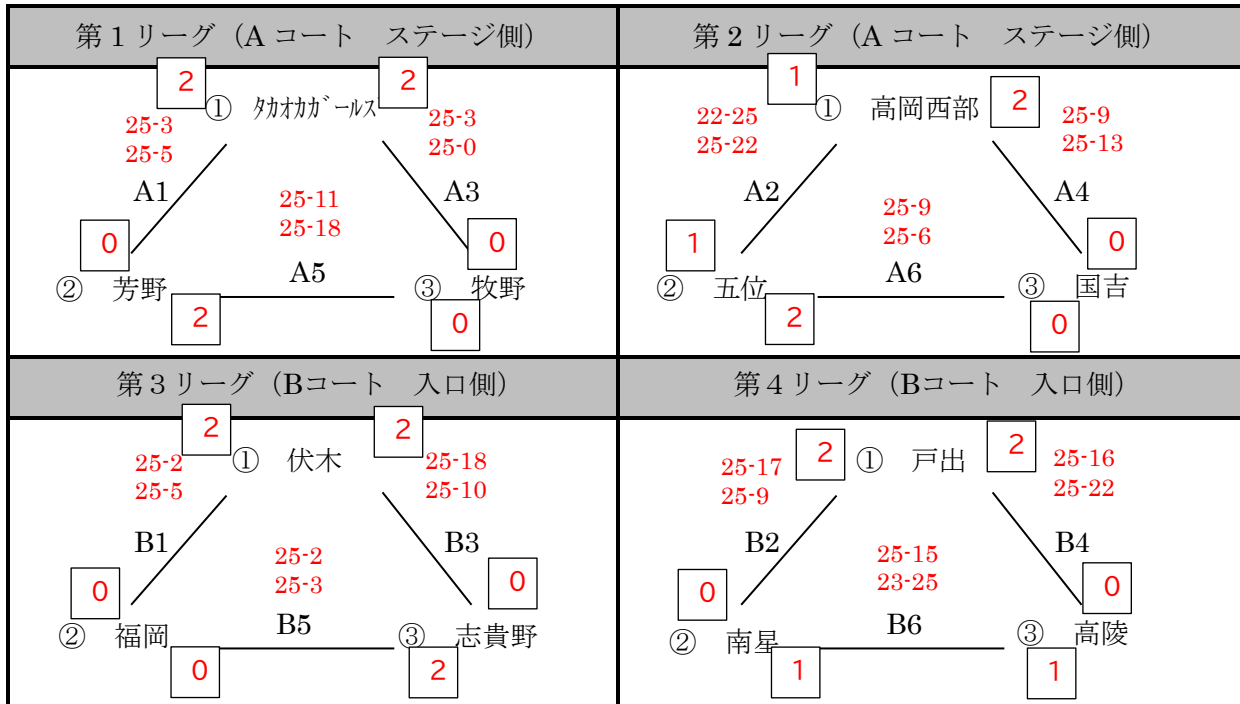 第１リーグ（A コート　ステージ側）
2
2
① ﾀｶｵｶｶﾞｰﾙｽ
25-3
25-5
25-3
25-0
A1
A3
25-11
25-18
0
0
A5
② 芳野
③ 牧野
2
0
第２リーグ（A コート　ステージ側）
1
2
① 高岡西部
22-25
25-22
25-9
25-13
A2
A4
25-9
25-6
1
0
A6
② 五位
③ 国吉
2
0
第３リーグ（Bコート　入口側）
2
2
① 伏木
25-2
25-5
25-18
25-10
B1
B3
25-2
25-3
0
0
B5
② 福岡
③ 志貴野
0
2
第４リーグ（Bコート　入口側）
2
2
① 戸出
25-17
25-9
25-16
25-22
B2
B4
25-15
23-25
0
0
B6
② 南星
③ 高陵
1
1